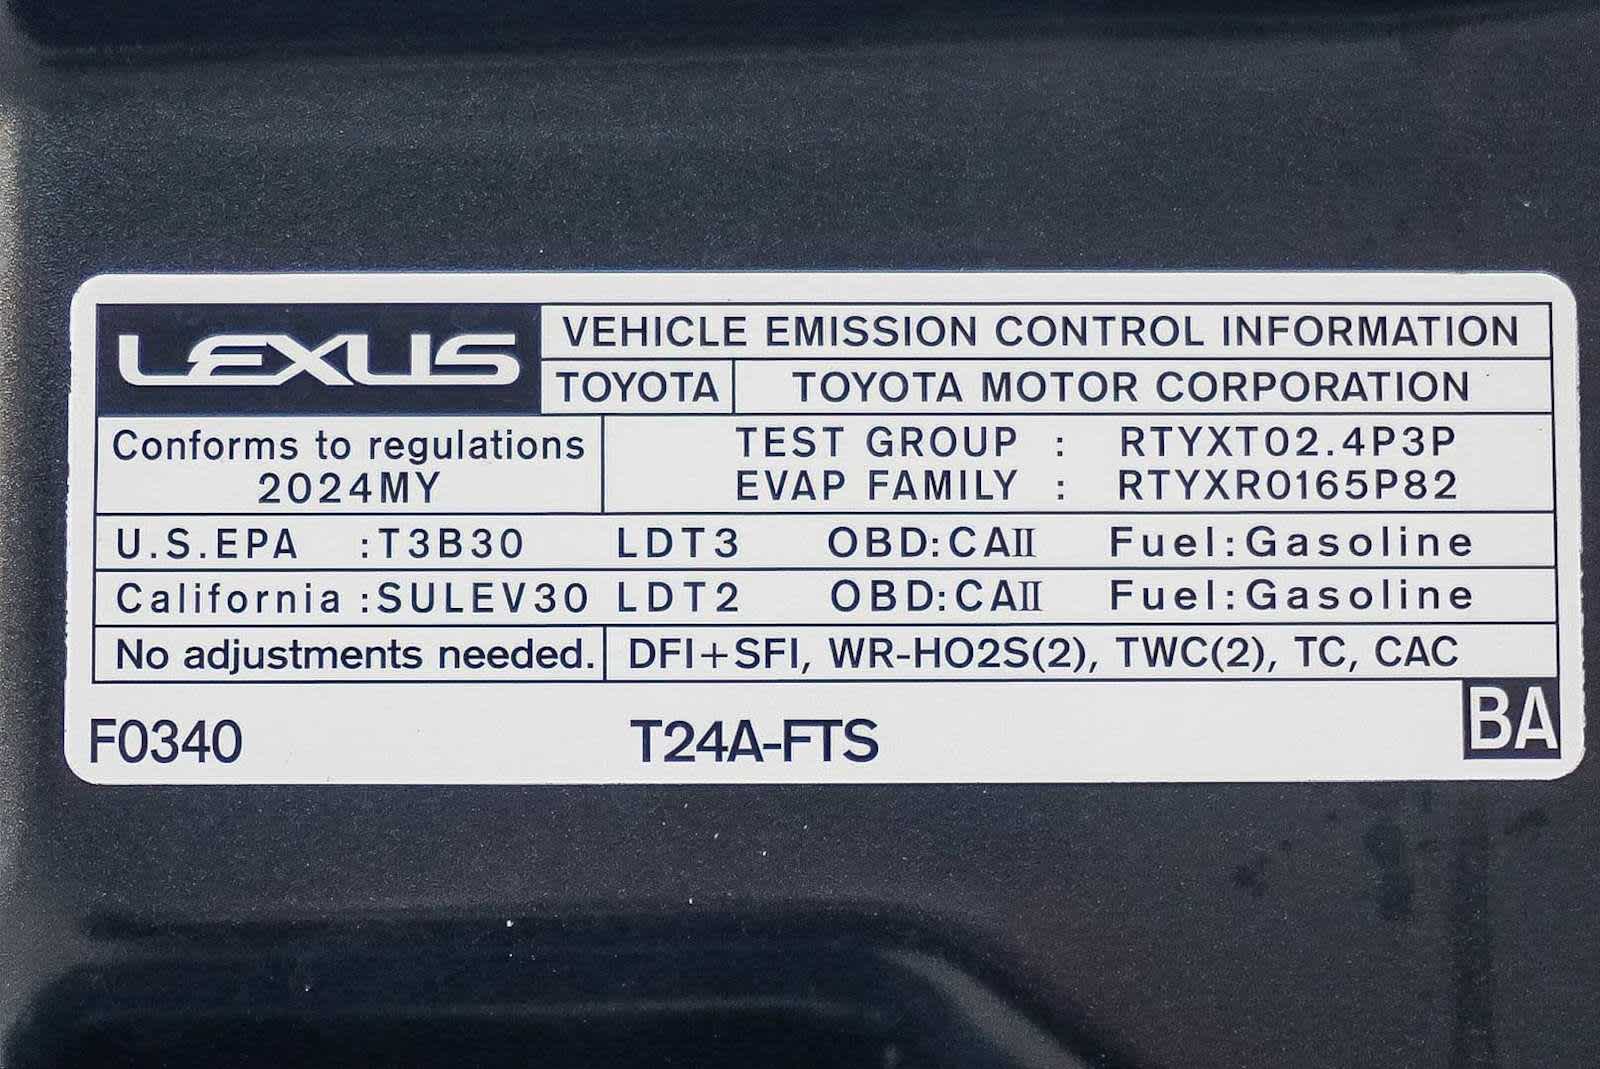 LEXUS
VEHICLE EMISSION CONTROL INFORMATION
TOYOTA TOYOTA MOTOR CORPORATION
Conforms to regulations
2024MY
TEST GROUP : RTYXT02.4P3P
EVAP FAMILY : RTYXR0165P82
U.S.EPA :T3B30 LDT3 OBD:CAII Fuel:Gasoline
California :SULEV30 LDT2 OBD:CAII Fuel:Gasoline
No adjustments needed. DFI+SFI, WR-HO2S(2), TWC(2), TC, CAC
F0340 T24A-FTS BA